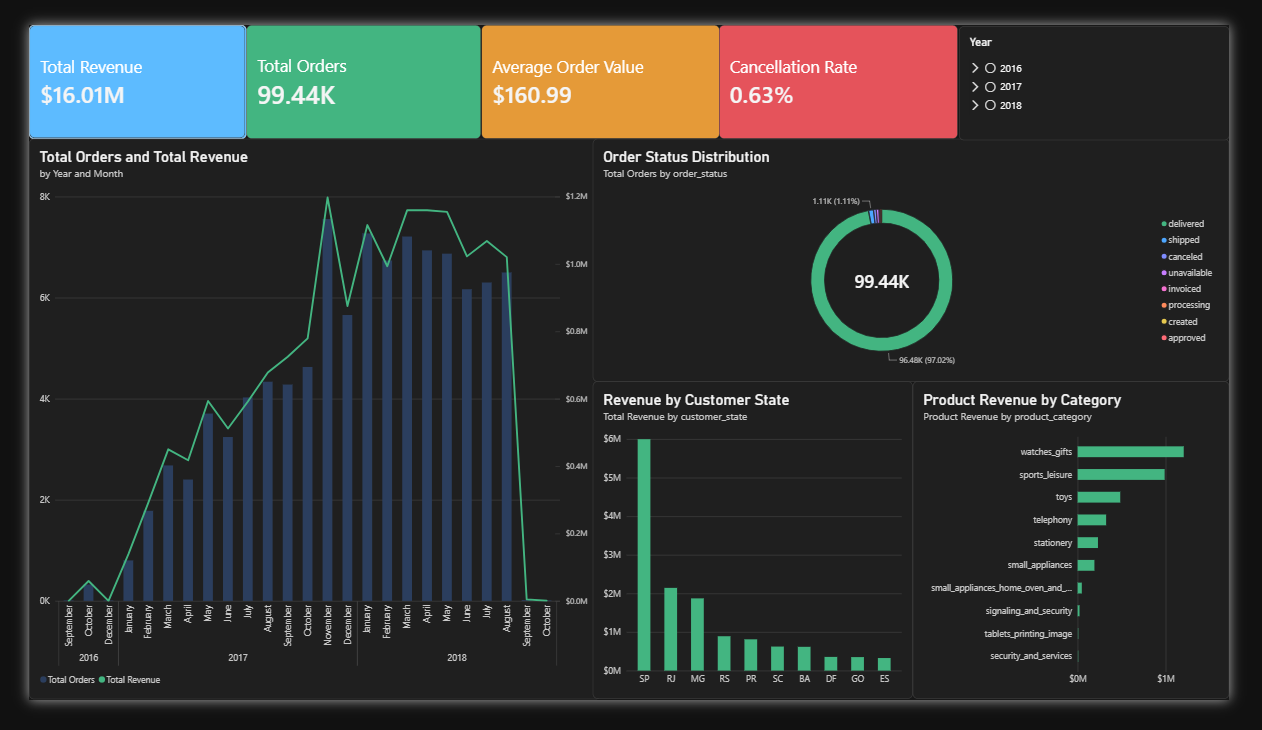 Total Revenue
$16.01M
Total Orders
99.44K
Average Order Value
$160.99
Cancellation Rate
0.63%
Year
2016
2017
2018
Total Orders and Total Revenue
by Year and Month
8K
6K
4K
2K
0K
$1.2M
$1.0M
$0.8M
$0.6M
$0.4M
$0.2M
$0.0M
September
October
December
January
February
March
April
May
June
July
August
September
October
November
December
January
February
March
April
May
June
July
August
September
October
2016
2017
2018
Total Orders
Total Revenue
Order Status Distribution
Total Orders by order_status
1.11K (1.11%)
99.44K
96.48K (97.02%)
delivered
shipped
canceled
unavailable
invoiced
processing
created
approved
Revenue by Customer State
Total Revenue by customer_state
$6M
$5M
$4M
$3M
$2M
$1M
$0M
SP
RJ
MG
RS
PR
SC
BA
DF
GO
ES
Product Revenue by Category
Product Revenue by product_category
watches_gifts
sports_leisure
toys
telephony
stationery
small_appliances
small_appliances_home_oven_and_...
signaling_and_security
tablets_printing_image
security_and_services
$0M
$1M